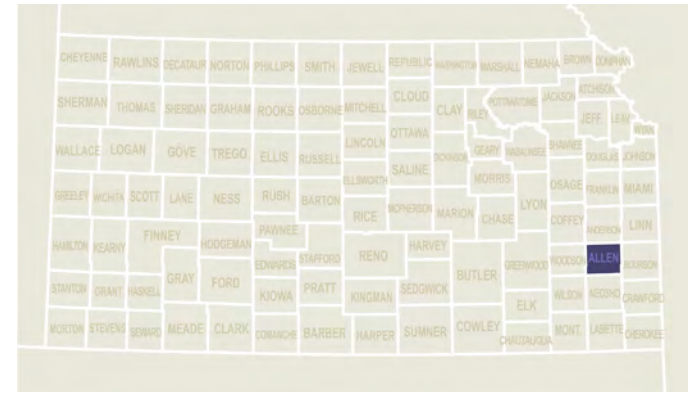 CHEYENNE RAWLINS DECATAUR NORTON PHILLIPS SMITH JEWELL REPUBLIC WASHINGTON MARSHALL NEMAHA BROWN DONIPHAN
SHERMAN THOMAS SHERIDAN GRAHAM ROOKS OSBORNE MITCHELL CLOUD CLAY RILEY POTTAWATOMIE JACKSON ATCHISON
JEFF. LEAV. WYAN.
WALLACE LOGAN GOVE TREGO ELLIS RUSSELL LINCOLN OTTAWA DICKINSON GEARY WABAUNSEE SHAWNEE DOUGLAS JOHNSON
ELLSWORTH SALINE MORRIS
GREELEY WICHITA SCOTT LANE NESS RUSH BARTON RICE MCPHERSON MARION CHASE LYON OSAGE FRANKLIN MIAMI
HAMILTON KEARNY FINNEY HODGEMAN PAWNEE STAFFORD RENO HARVEY COFFEY ANDERSON LINN
EDWARDS BUTLER GREENWOOD WOODSON ALLEN BOURBON
STANTON GRANT HASKELL GRAY FORD KIOWA PRATT KINGMAN SEDGWICK ELK WILSON NEOSHO CRAWFORD
MORTON STEVENS SEWARD MEADE CLARK COMANCHE BARBER HARPER SUMNER COWLEY CHAUTAUQUA MONT. LABETTE CHEROKEE